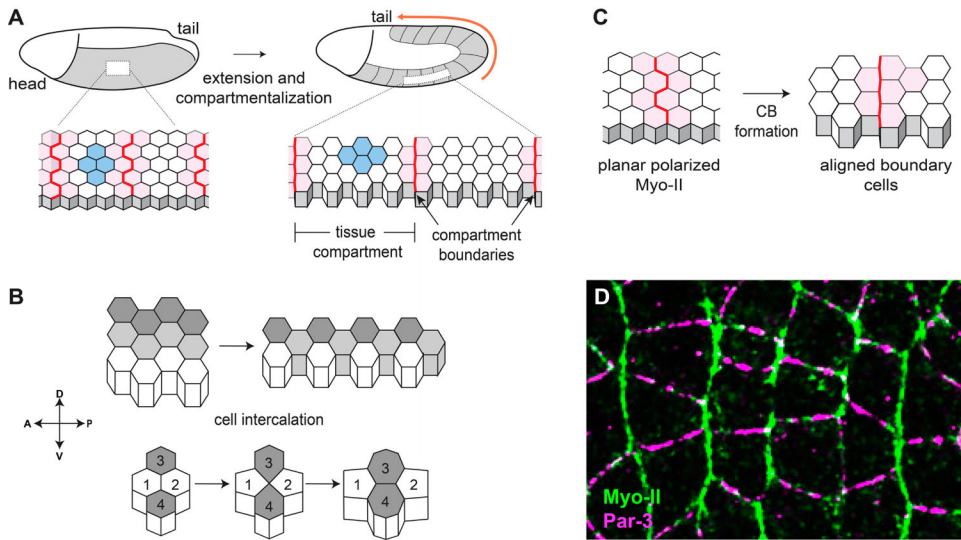 A
tail
head
extension and
compartmentalization
tail
tissue
compartment
compartment
boundaries
B
D
A
P
V
cell intercalation
3
1
2
4
3
1
2
4
3
1
2
4
C
planar polarized
Myo-II
CB
formation
aligned boundary
cells
D
Myo-II
Par-3